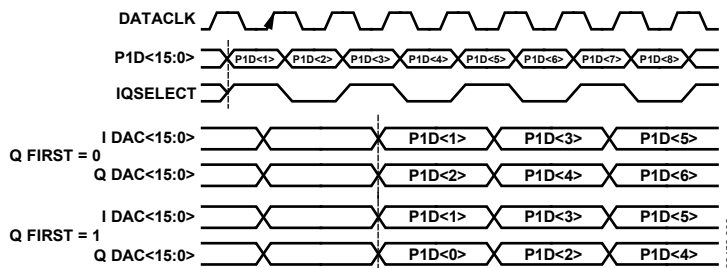 DATACLK
P1D<15:0> P1D<1> P1D<2> P1D<3> P1D<4> P1D<5> P1D<6> P1D<7> P1D<8>
IQSELECT
Q FIRST = 0
I DAC<15:0> P1D<1> P1D<3> P1D<5>
Q DAC<15:0> P1D<2> P1D<4> P1D<6>
Q FIRST = 1
I DAC<15:0> P1D<1> P1D<3> P1D<5>
Q DAC<15:0> P1D<0> P1D<2> P1D<4>